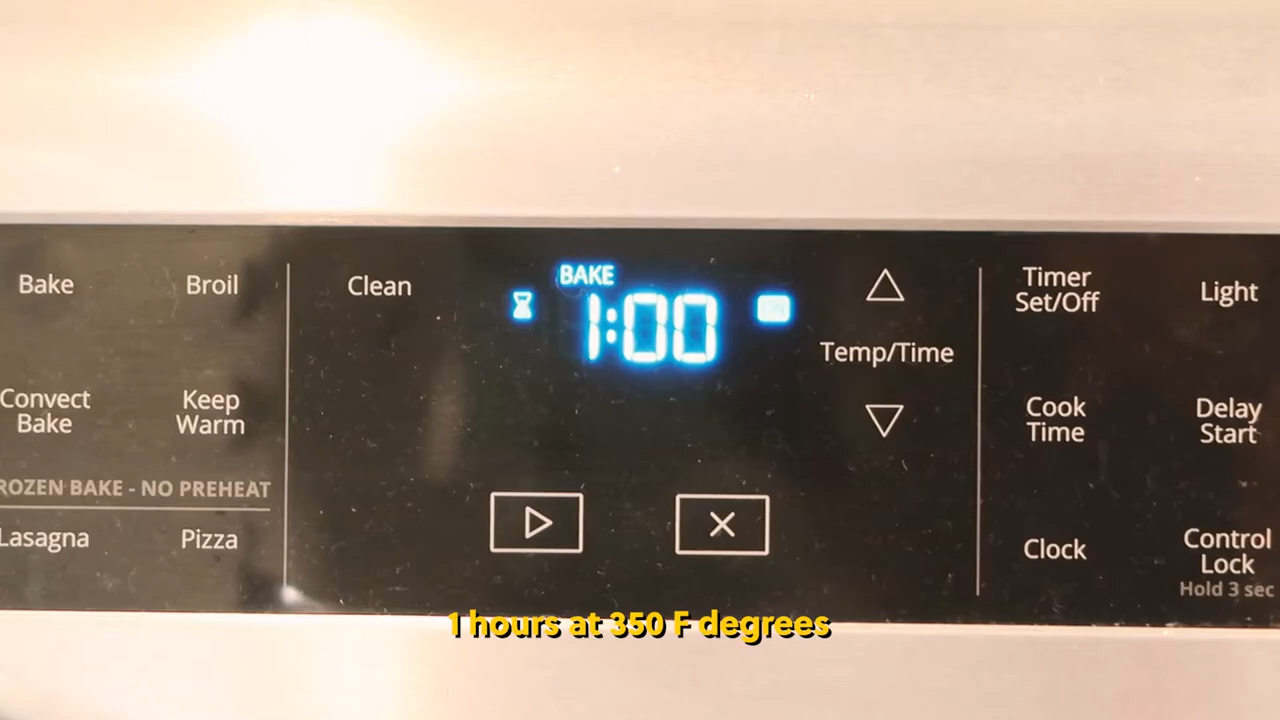 Bake
Broil
Clean
BAKE
1:00
Temp/Time
Timer
Set/Off
Light
Convect
Bake
Keep
Warm
Cook
Time
Delay
Start
ROZEN BAKE - NO PREHEAT
Lasagna
Pizza
Clock
Control
Lock
Hold 3 sec
1 hours at 350 F degrees